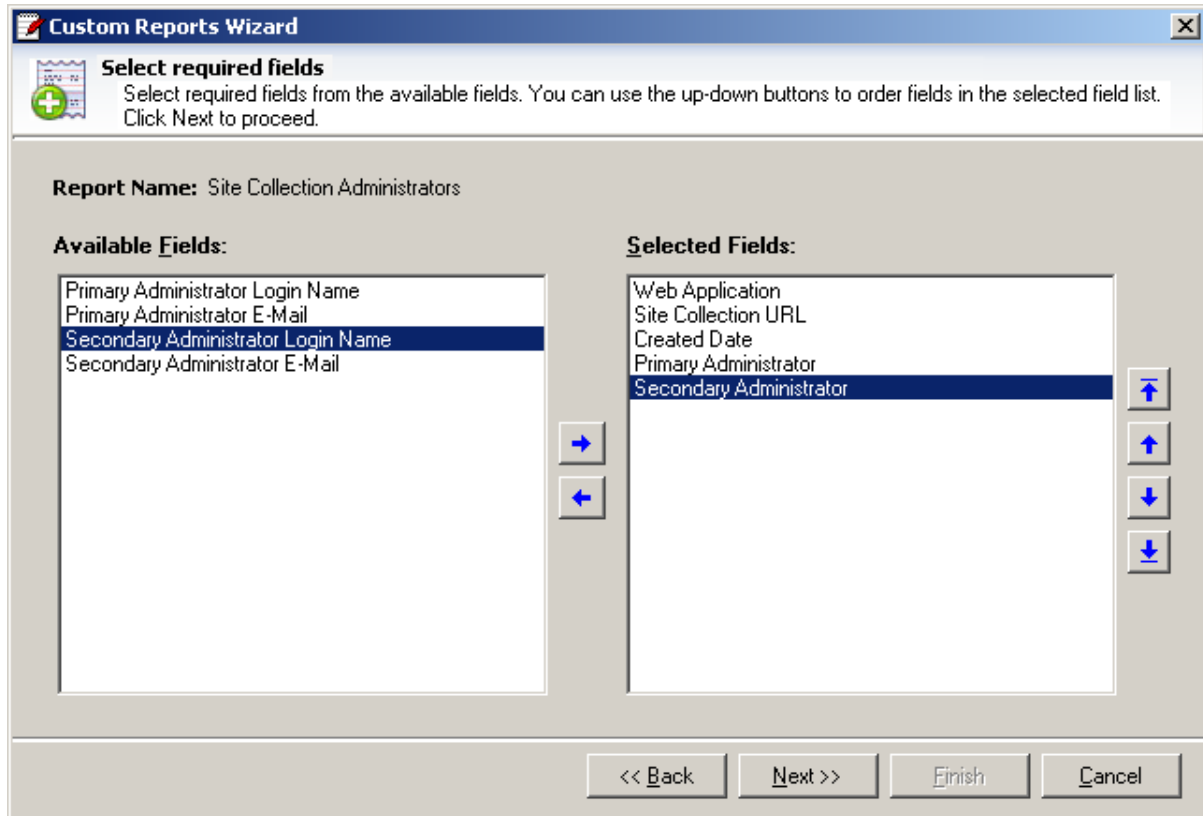 Custom Reports Wizard
Select required fields
Select required fields from the available fields. You can use the up-down buttons to order fields in the selected field list.
Click Next to proceed.
Report Name: Site Collection Administrators
Available Fields:
Primary Administrator Login Name
Primary Administrator E-Mail
Secondary Administrator Login Name
Secondary Administrator E-Mail
Selected Fields:
Web Application
Site Collection URL
Created Date
Primary Administrator
Secondary Administrator
<< Back
Next >>
Finish
Cancel